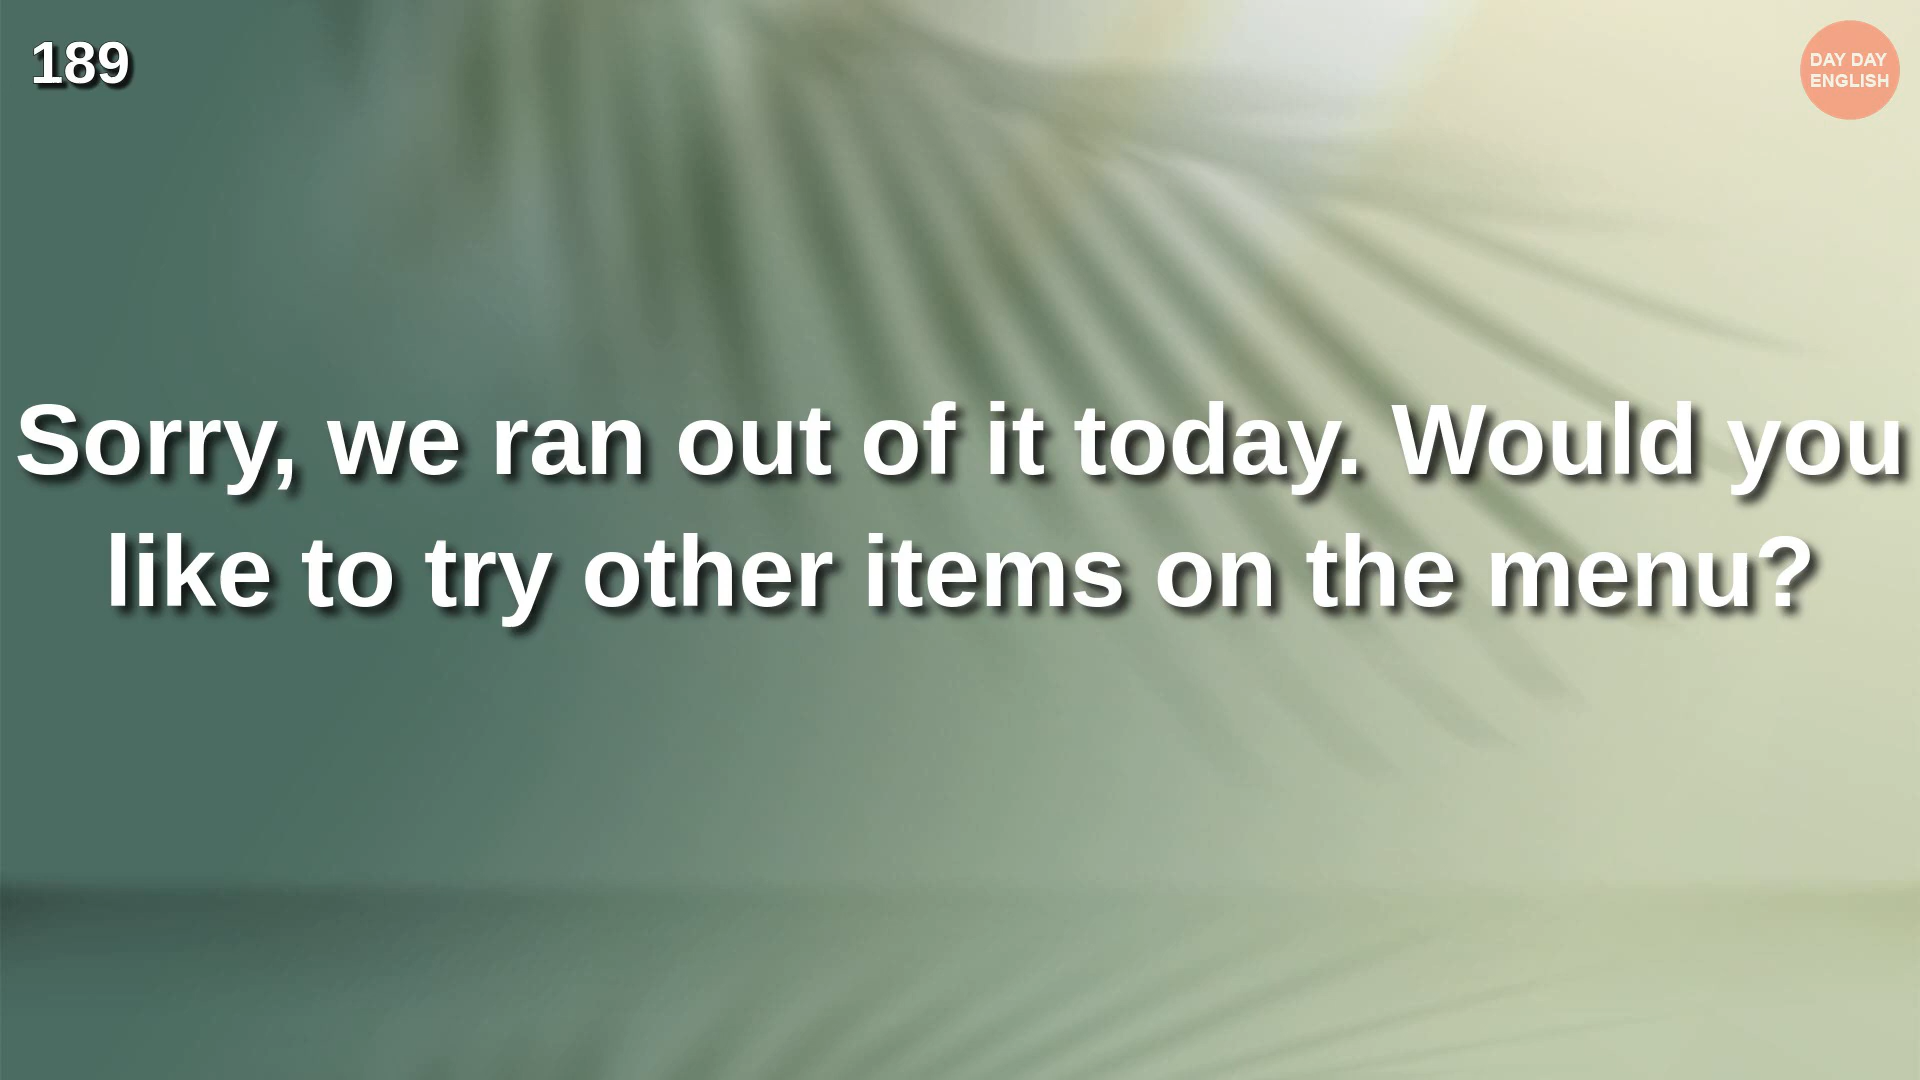 189
DAY DAY
ENGLISH
Sorry, we ran out of it today. Would you
like to try other items on the menu?